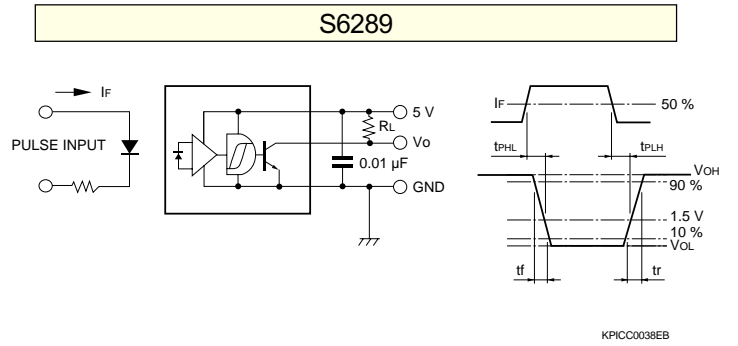 S6289
IF
PULSE INPUT
5 V
RL
Vo
0.01 µF
GND
IF
50 %
tPHL
tPLH
VOH
90 %
1.5 V
10 %
VOL
tf
tr
KPICC0038EB